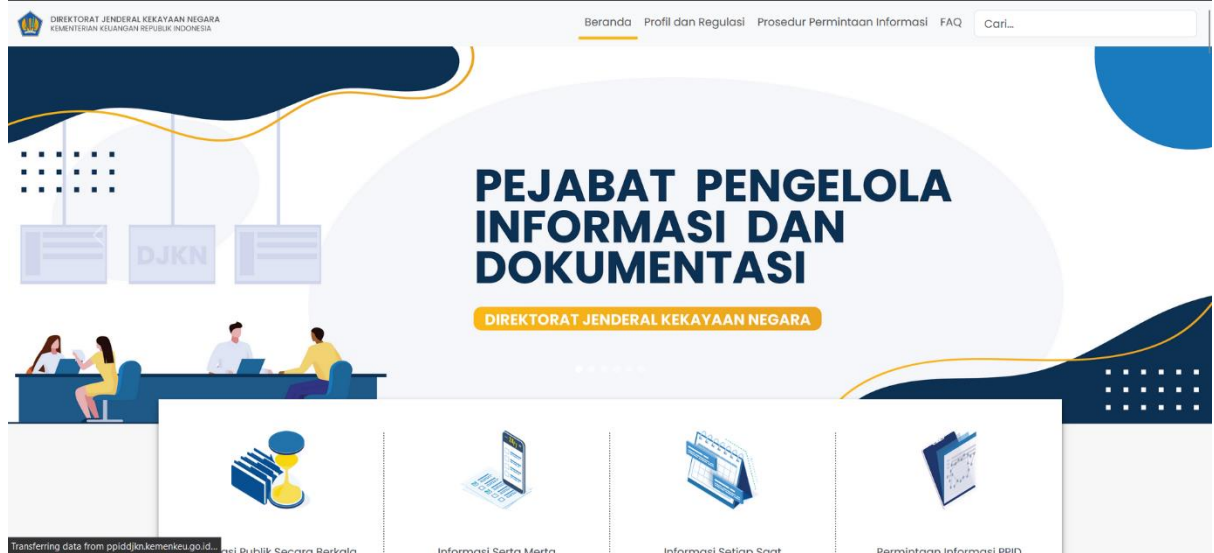 DIREKTORAT JENDERAL KEKAYAAN NEGARA
KEMENTERIAN KEUANGAN REPUBLIK INDONESIA
Beranda Profil dan Regulasi Prosedur Permintaan Informasi FAQ Cari...
DJKN
PEJABAT PENGELOLA
INFORMASI DAN
DOKUMENTASI
DIREKTORAT JENDERAL KEKAYAAN NEGARA
Publik Secara Berkala Informasi Serta Merta Informasi Setiap Saat Permintaan Informasi PPID
Transferring data from ppiddjkn.kemenkeu.go.id...